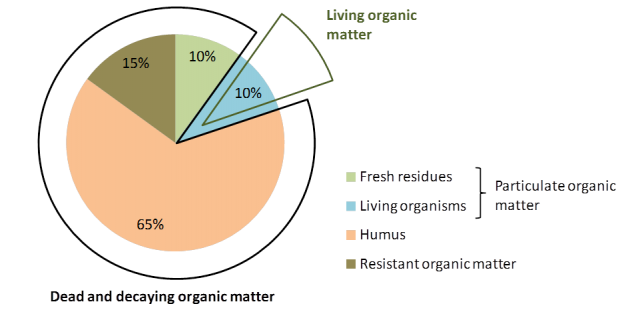 Living organic
matter
15%
10%
10%
65%
Fresh residues
Living organisms
Particulate organic
matter
Humus
Resistant organic matter
Dead and decaying organic matter